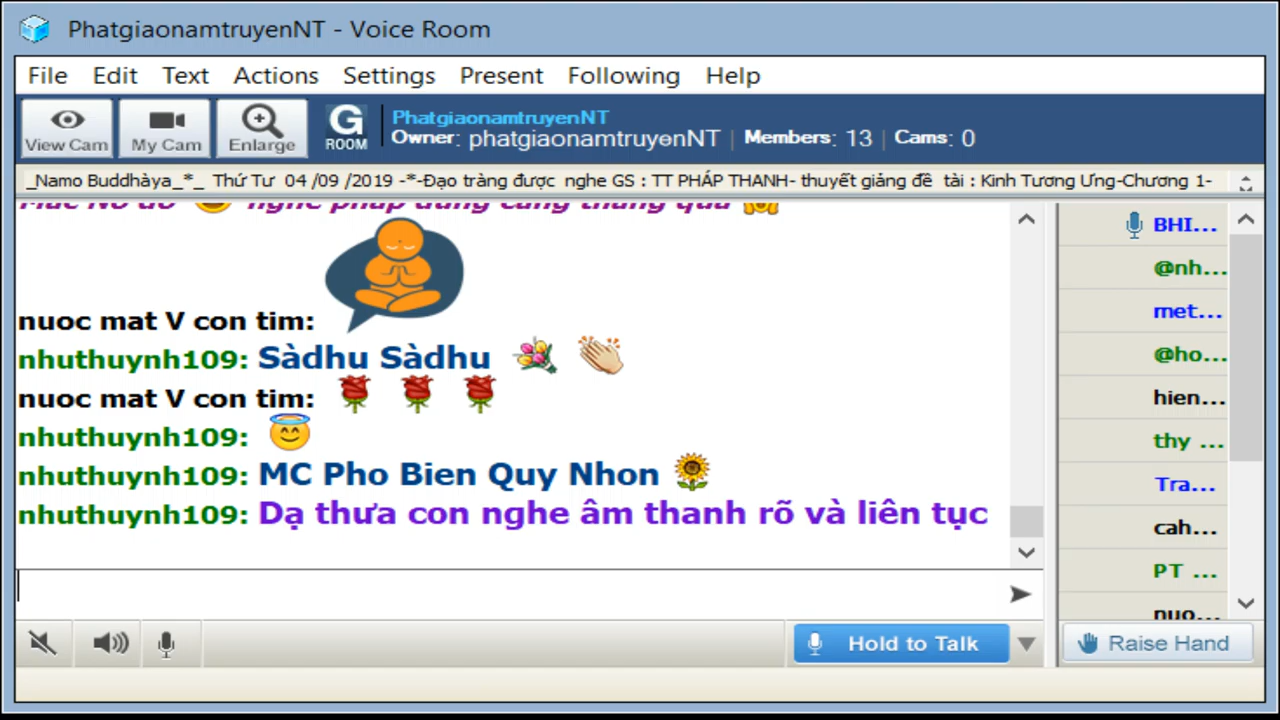 PhatgiaonamtruyenNT - Voice Room
File Edit Text Actions Settings Present Following Help
View Cam My Cam Enlarge G ROOM
PhatgiaonamtruyenNT
Owner: phatgiaonamtruyenNT | Members: 13 | Cams: 0
_Namo Buddhàya_*_ Thứ Tư 04 /09 /2019 -*-Đạo tràng được nghe GS : TT PHÁP THANH- thuyết giảng đề tài : Kinh Tương Ưng-Chương 1-
nuoc mat V con tim:
nhuthuynh109: Sàdhu Sàdhu
nuoc mat V con tim:
nhuthuynh109:
nhuthuynh109: MC Pho Bien Quy Nhon
nhuthuynh109: Dạ thưa con nghe âm thanh rõ và liên tục
BHI...
@nh...
met...
@ho...
hien...
thy ...
Tra...
cah...
PT ...
nuo...
Hold to Talk
Raise Hand